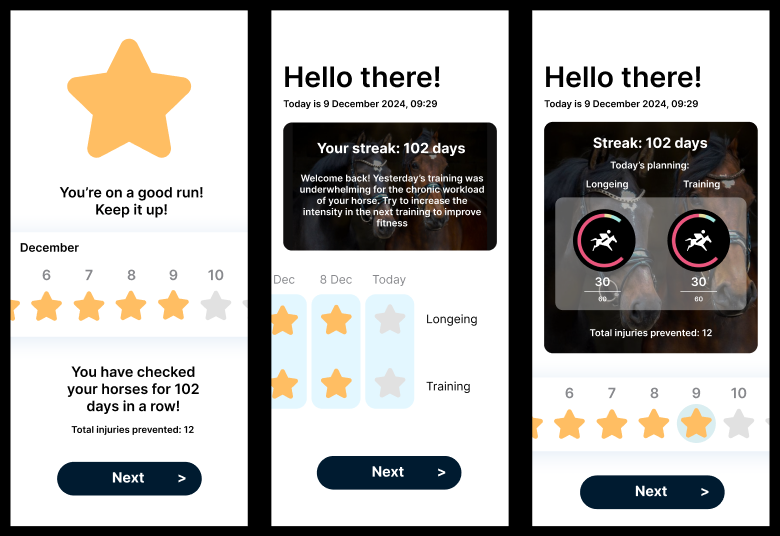 You're on a good run!
Keep it up!
December
6 7 8 9 10
You have checked
your horses for 102
days in a row!
Total injuries prevented: 12
Next >
Hello there!
Today is 9 December 2024, 09:29
Your streak: 102 days
Welcome back! Yesterday's training was
underwhelming for the chronic workload
of your horse. Try to increase the
intensity in the next training to improve
fitness
Dec 8 Dec Today
Longeing
Training
Next >
Hello there!
Today is 9 December 2024, 09:29
Streak: 102 days
Today's planning:
Longeing Training
30 30
60 60
Total injuries prevented: 12
6 7 8 9 10
Next >